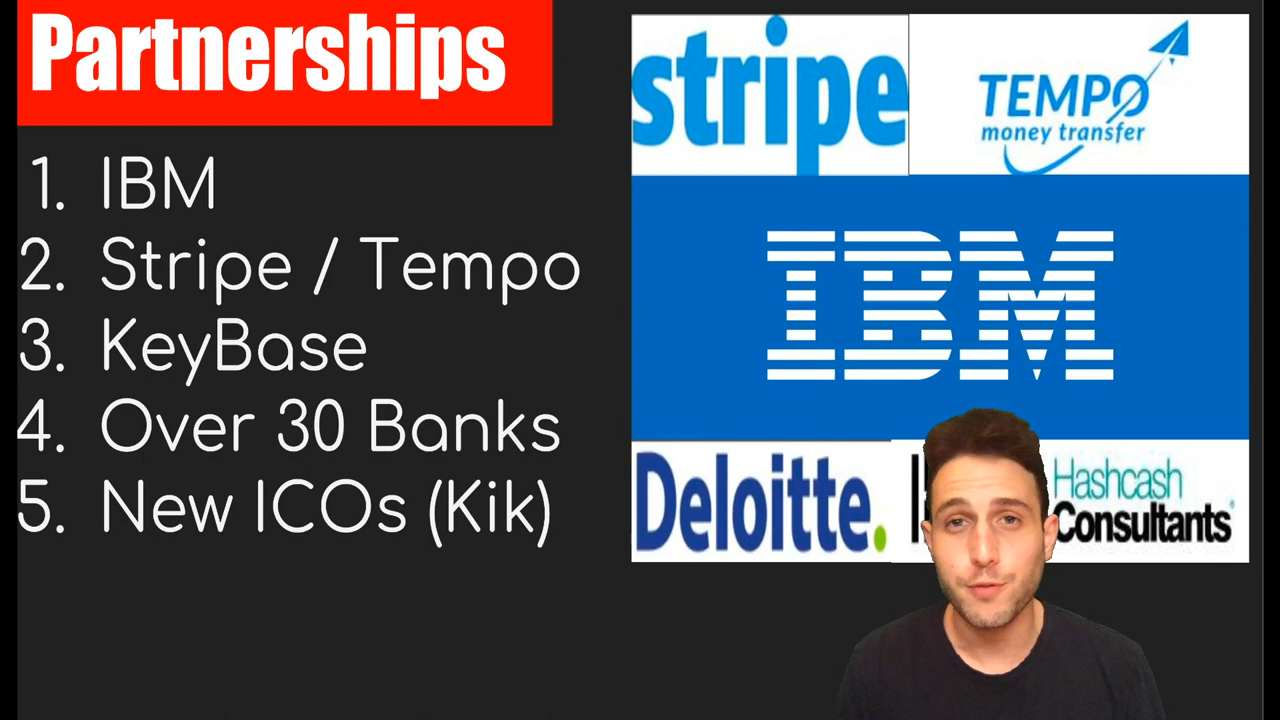 Partnerships
1. IBM
2. Stripe / Tempo
3. KeyBase
4. Over 30 Banks
5. New ICOs (Kik)
stripe
TEMPO
money transfer
IBM
Deloitte.
Hashcash
Consultants